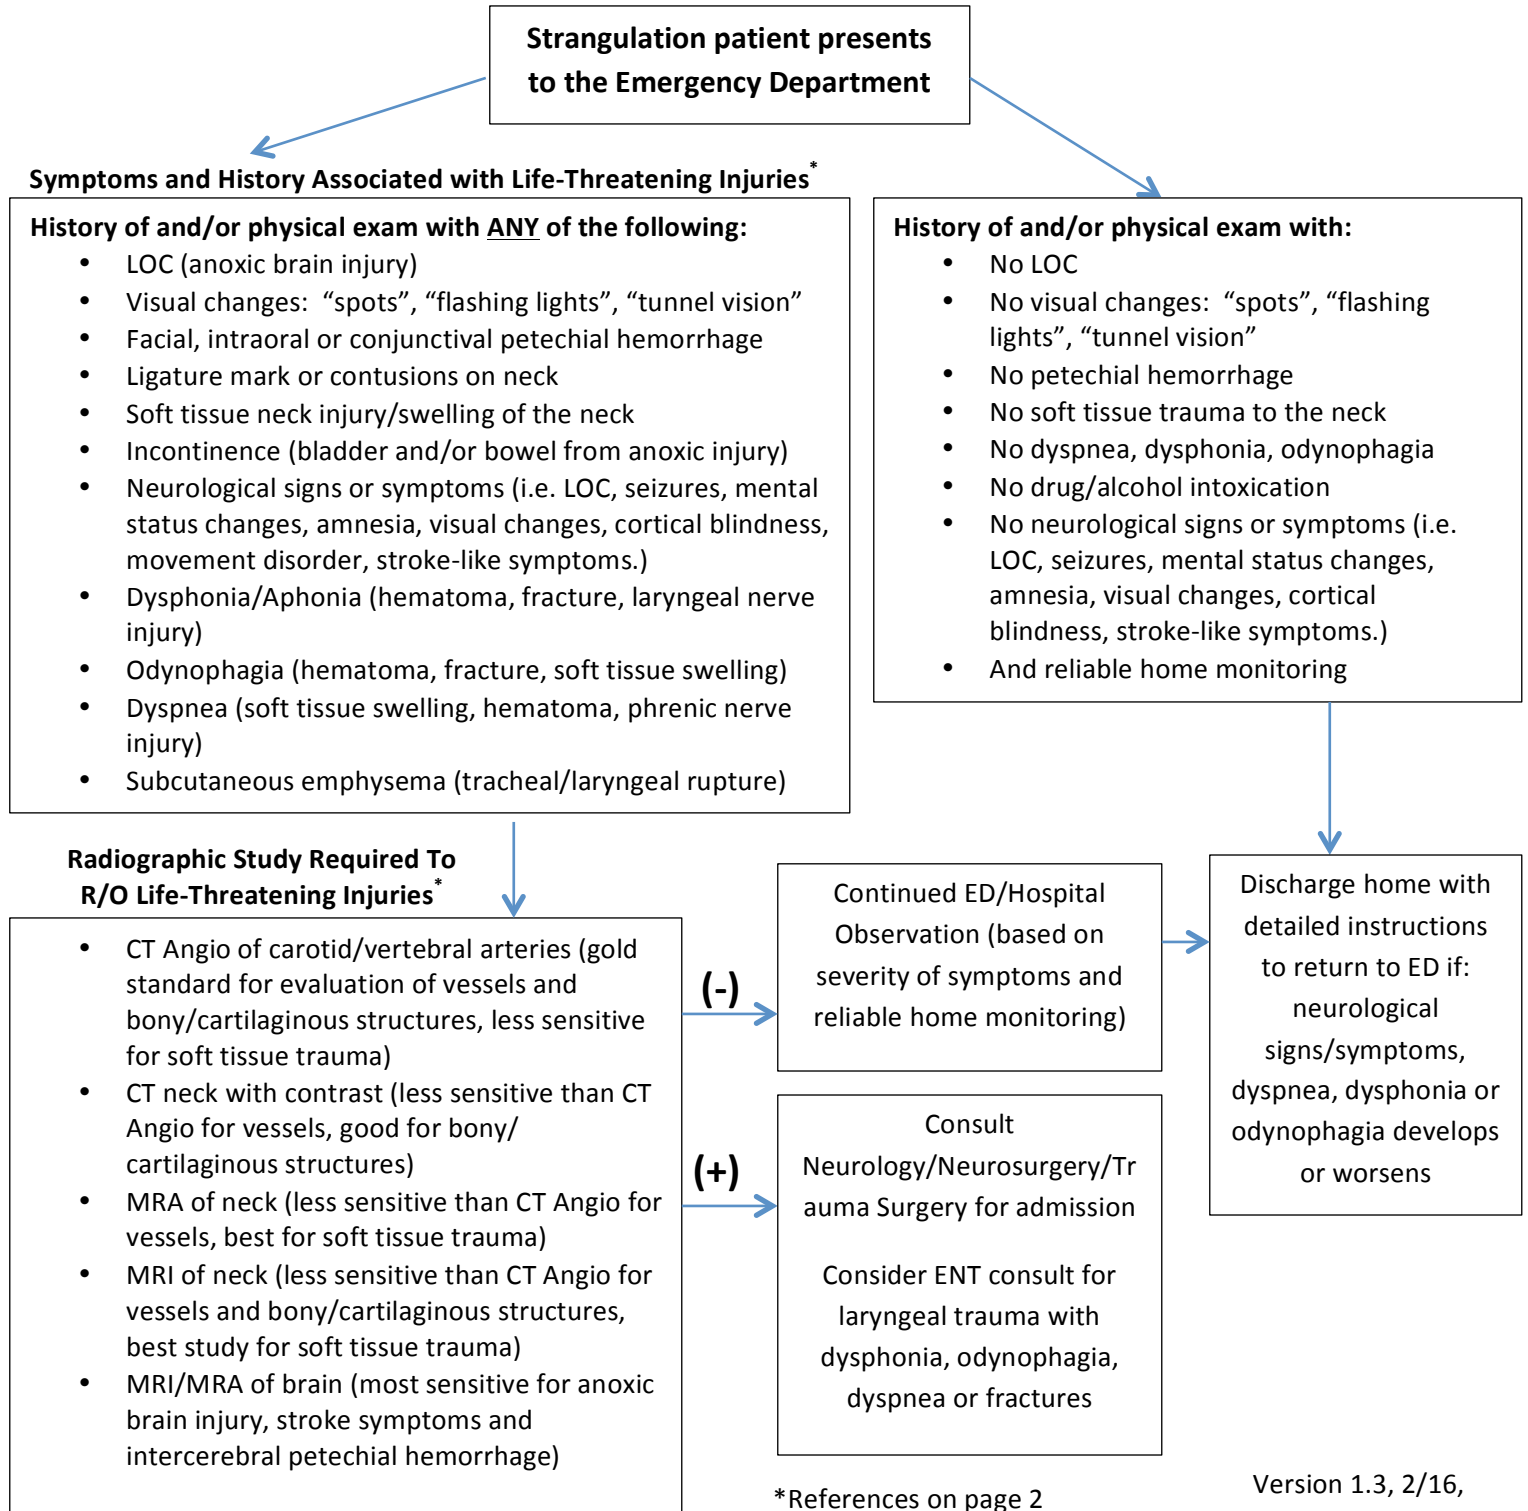 Strangulation patient presents
to the Emergency Department
Symptoms and History Associated with Life-Threatening Injuries*
History of and/or physical exam with ANY of the following:
• LOC (anoxic brain injury)
• Visual changes: “spots”, “flashing lights”, “tunnel vision”
• Facial, intraoral or conjunctival petechial hemorrhage
• Ligature mark or contusions on neck
• Soft tissue neck injury/swelling of the neck
• Incontinence (bladder and/or bowel from anoxic injury)
• Neurological signs or symptoms (i.e. LOC, seizures, mental
status changes, amnesia, visual changes, cortical blindness,
movement disorder, stroke-like symptoms.)
• Dysphonia/Aphonia (hematoma, fracture, laryngeal nerve
injury)
• Odynophagia (hematoma, fracture, soft tissue swelling)
• Dyspnea (soft tissue swelling, hematoma, phrenic nerve
injury)
• Subcutaneous emphysema (tracheal/laryngeal rupture)
History of and/or physical exam with:
• No LOC
• No visual changes: “spots”, “flashing
lights”, “tunnel vision”
• No petechial hemorrhage
• No soft tissue trauma to the neck
• No dyspnea, dysphonia, odynophagia
• No drug/alcohol intoxication
• No neurological signs or symptoms (i.e.
LOC, seizures, mental status changes,
amnesia, visual changes, cortical
blindness, stroke-like symptoms.)
• And reliable home monitoring
Radiographic Study Required To
R/O Life-Threatening Injuries*
• CT Angio of carotid/vertebral arteries (gold
standard for evaluation of vessels and
bony/cartilaginous structures, less sensitive
for soft tissue trauma)
• CT neck with contrast (less sensitive than CT
Angio for vessels, good for bony/
cartilaginous structures)
• MRA of neck (less sensitive than CT Angio for
vessels, best for soft tissue trauma)
• MRI of neck (less sensitive than CT Angio for
vessels and bony/cartilaginous structures,
best study for soft tissue trauma)
• MRI/MRA of brain (most sensitive for anoxic
brain injury, stroke symptoms and
intercerebral petechial hemorrhage)
(-)
Continued ED/Hospital
Observation (based on
severity of symptoms and
reliable home monitoring)
(+)
Consult
Neurology/Neurosurgery/Tr
auma Surgery for admission
Consider ENT consult for
laryngeal trauma with
dysphonia, odynophagia,
dyspnea or fractures
Discharge home with
detailed instructions
to return to ED if:
neurological
signs/symptoms,
dyspnea, dysphonia or
odynophagia develops
or worsens
*References on page 2
Version 1.3, 2/16,